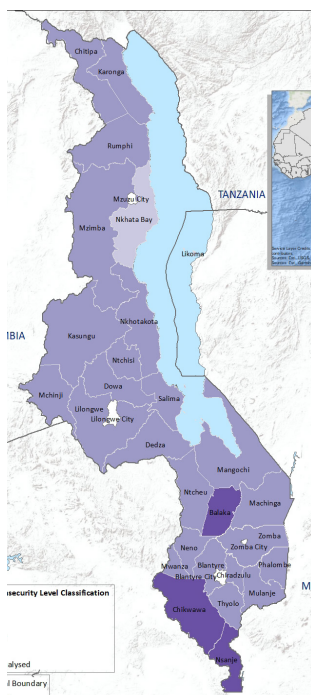 Chitipa
Karonga
Rumphi
Mzuzu City
TANZANIA
Nkhata Bay
Mzimba
Likoma
Nkhotakota
MBIA
Kasungu
Ntchisi
Dowa
Mchinji
Salima
Lilongwe
Lilongwe City
Dedza
Mangochi
Ntcheu
Machinga
Balaka
Zomba
Neno
Zomba City
Mwanza
Blantyre
Phalombe
Blantyre City
Chiradzulu
M
Mulanje
Thyolo
Chikwawa
Nsanje
nsecurity Level Classification
alysed
l Boundary